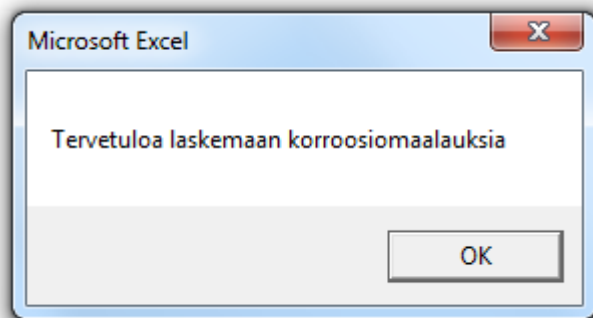 Microsoft Excel
Tervetuloa laskemaan korroosiomaalauksia
OK